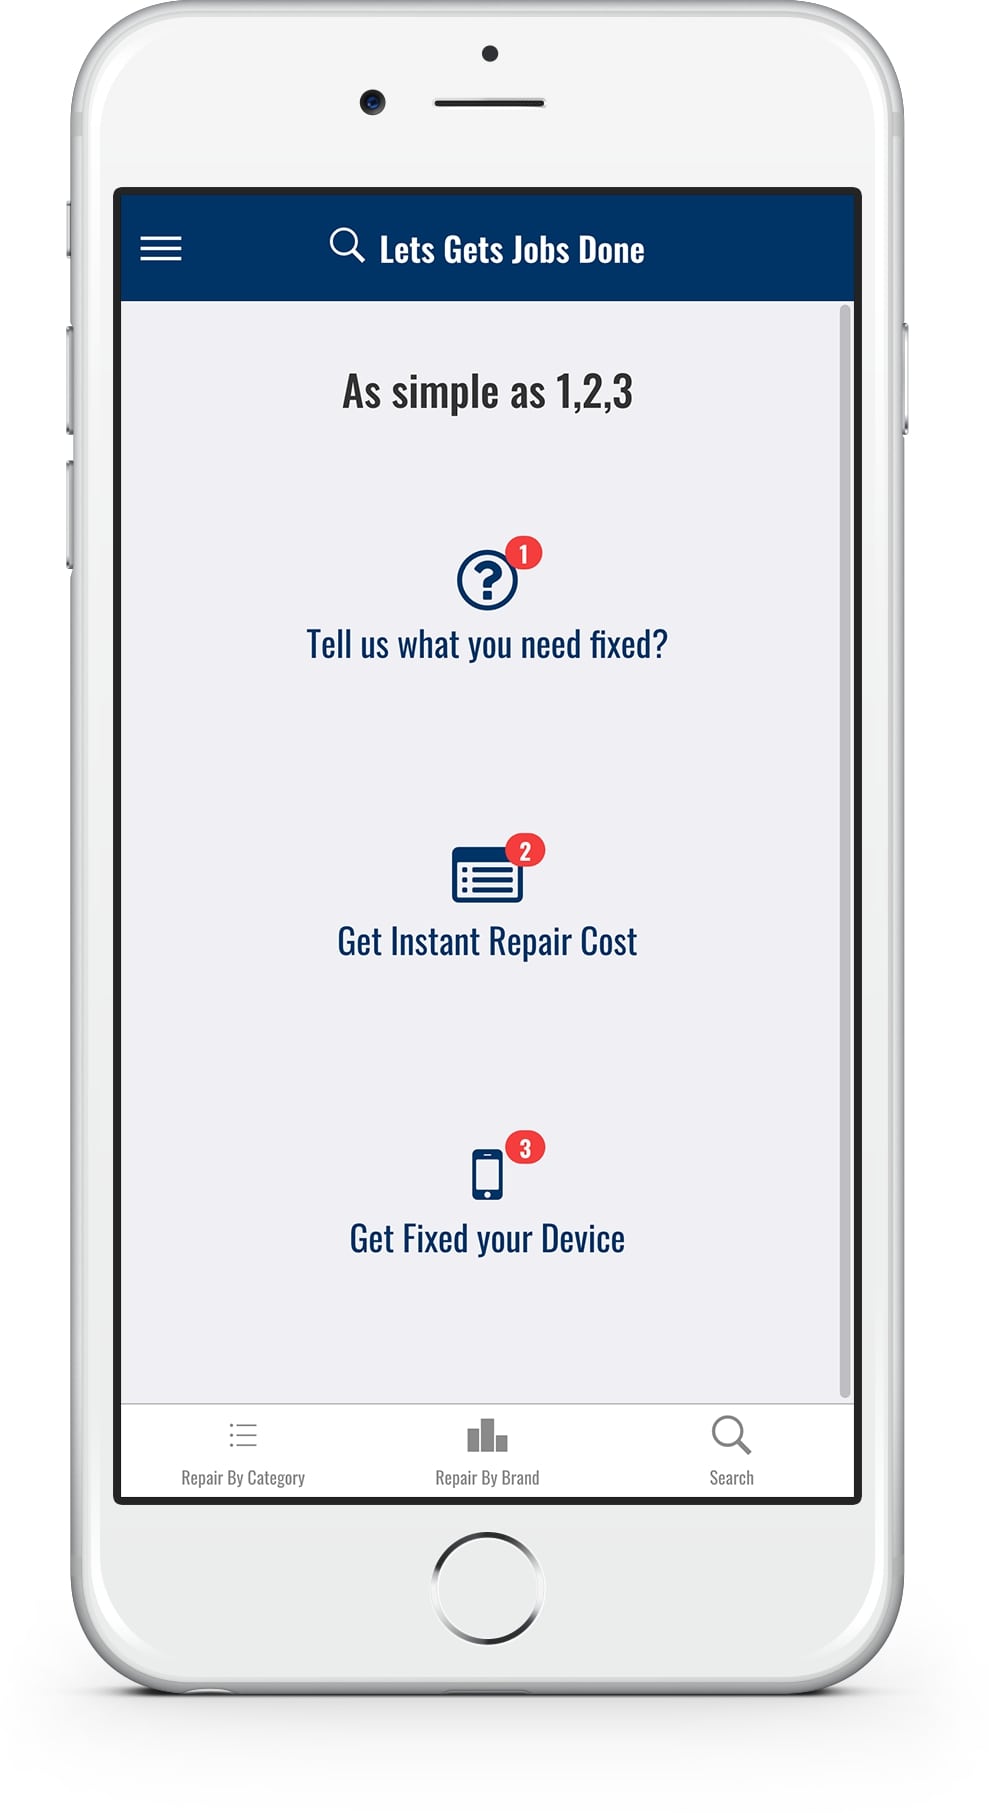 Lets Gets Jobs Done
As simple as 1,2,3
1
Tell us what you need fixed?
2
Get Instant Repair Cost
3
Get Fixed your Device
Repair By Category
Repair By Brand
Search